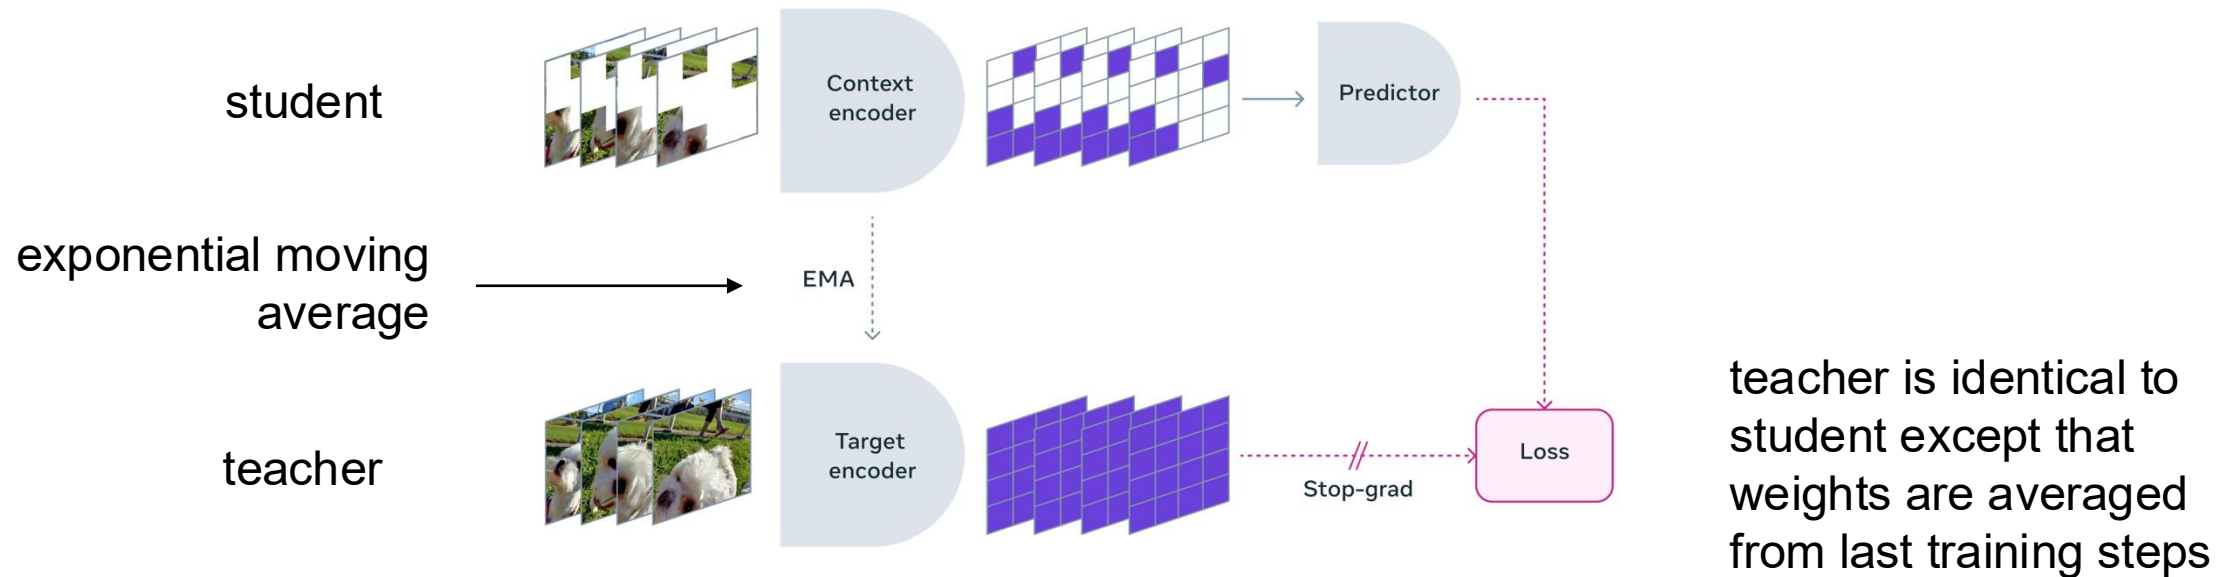 student
Context
encoder
Predictor
exponential moving
average
EMA
teacher
Target
encoder
Stop-grad
Loss
teacher is identical to
student except that
weights are averaged
from last training steps